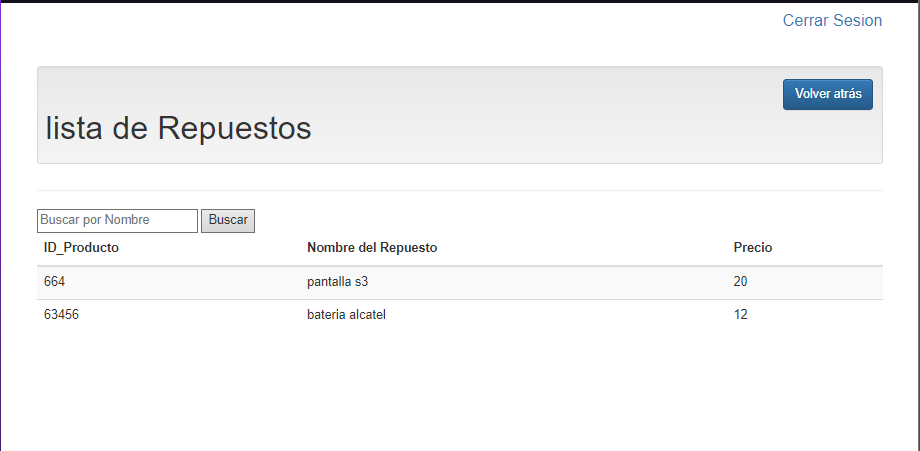 Cerrar Sesion
Volver atrás
lista de Repuestos
Buscar por Nombre Buscar
ID_Producto Nombre del Repuesto Precio
664 pantalla s3 20
63456 bateria alcatel 12